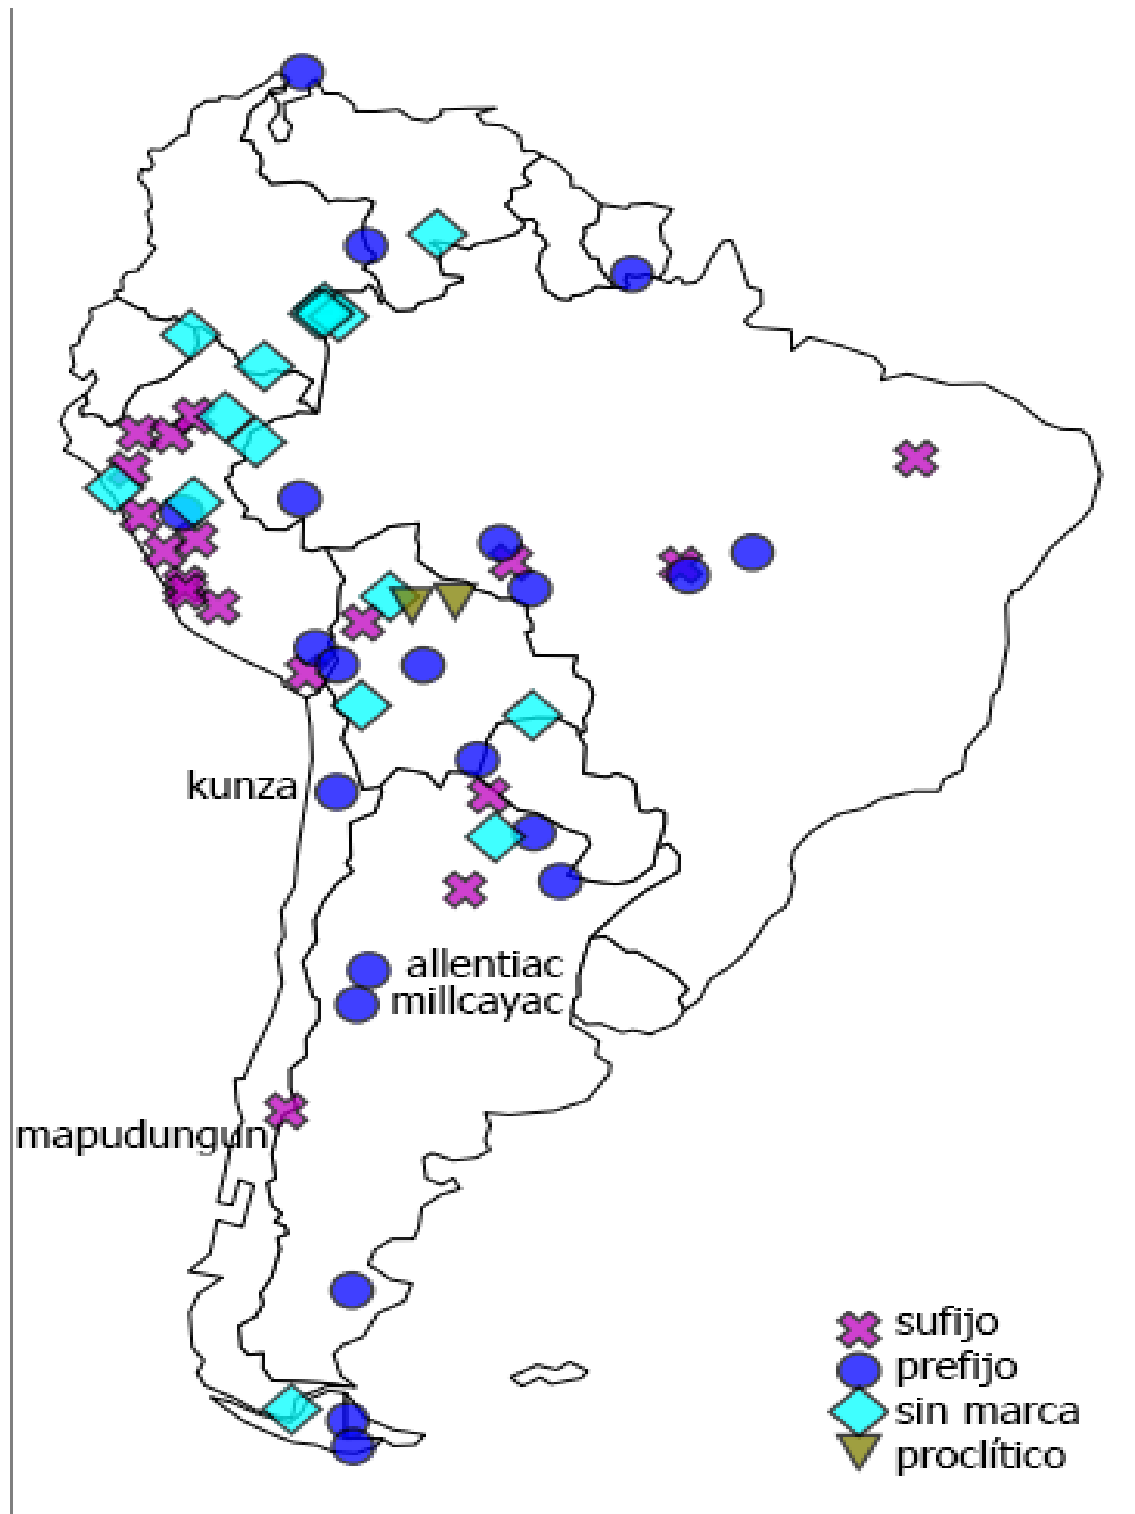 kunza
allentiac
millcayac
mapudungun
sufijo
prefijo
sin marca
proclítico